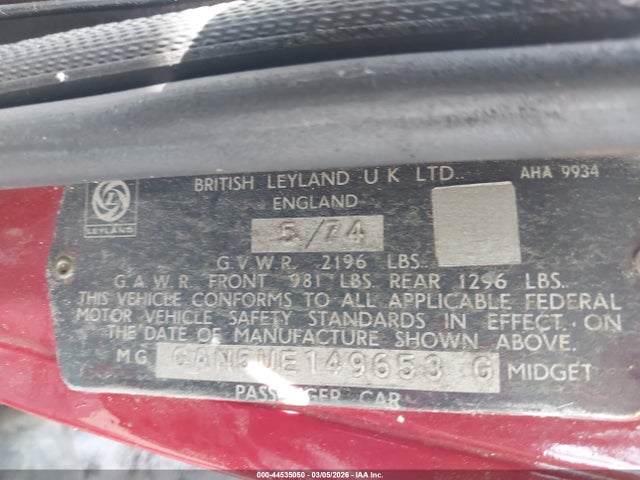 BRITISH LEYLAND U K LTD. AHA 9934
LEYLAND
ENGLAND
5/74
G.V.W.R. 2196 LBS.
G.A.W.R. FRONT 981 LBS. REAR 1296 LBS.
THIS VEHICLE CONFORMS TO ALL APPLICABLE FEDERAL
MOTOR VEHICLE SAFETY STANDARDS IN EFFECT ON
THE DATE OF MANUFACTURE SHOWN ABOVE.
MG GAN5UE149653 G MIDGET
PASSENGER CAR
000-44535050 | 03/05/2026 - IAA Inc.